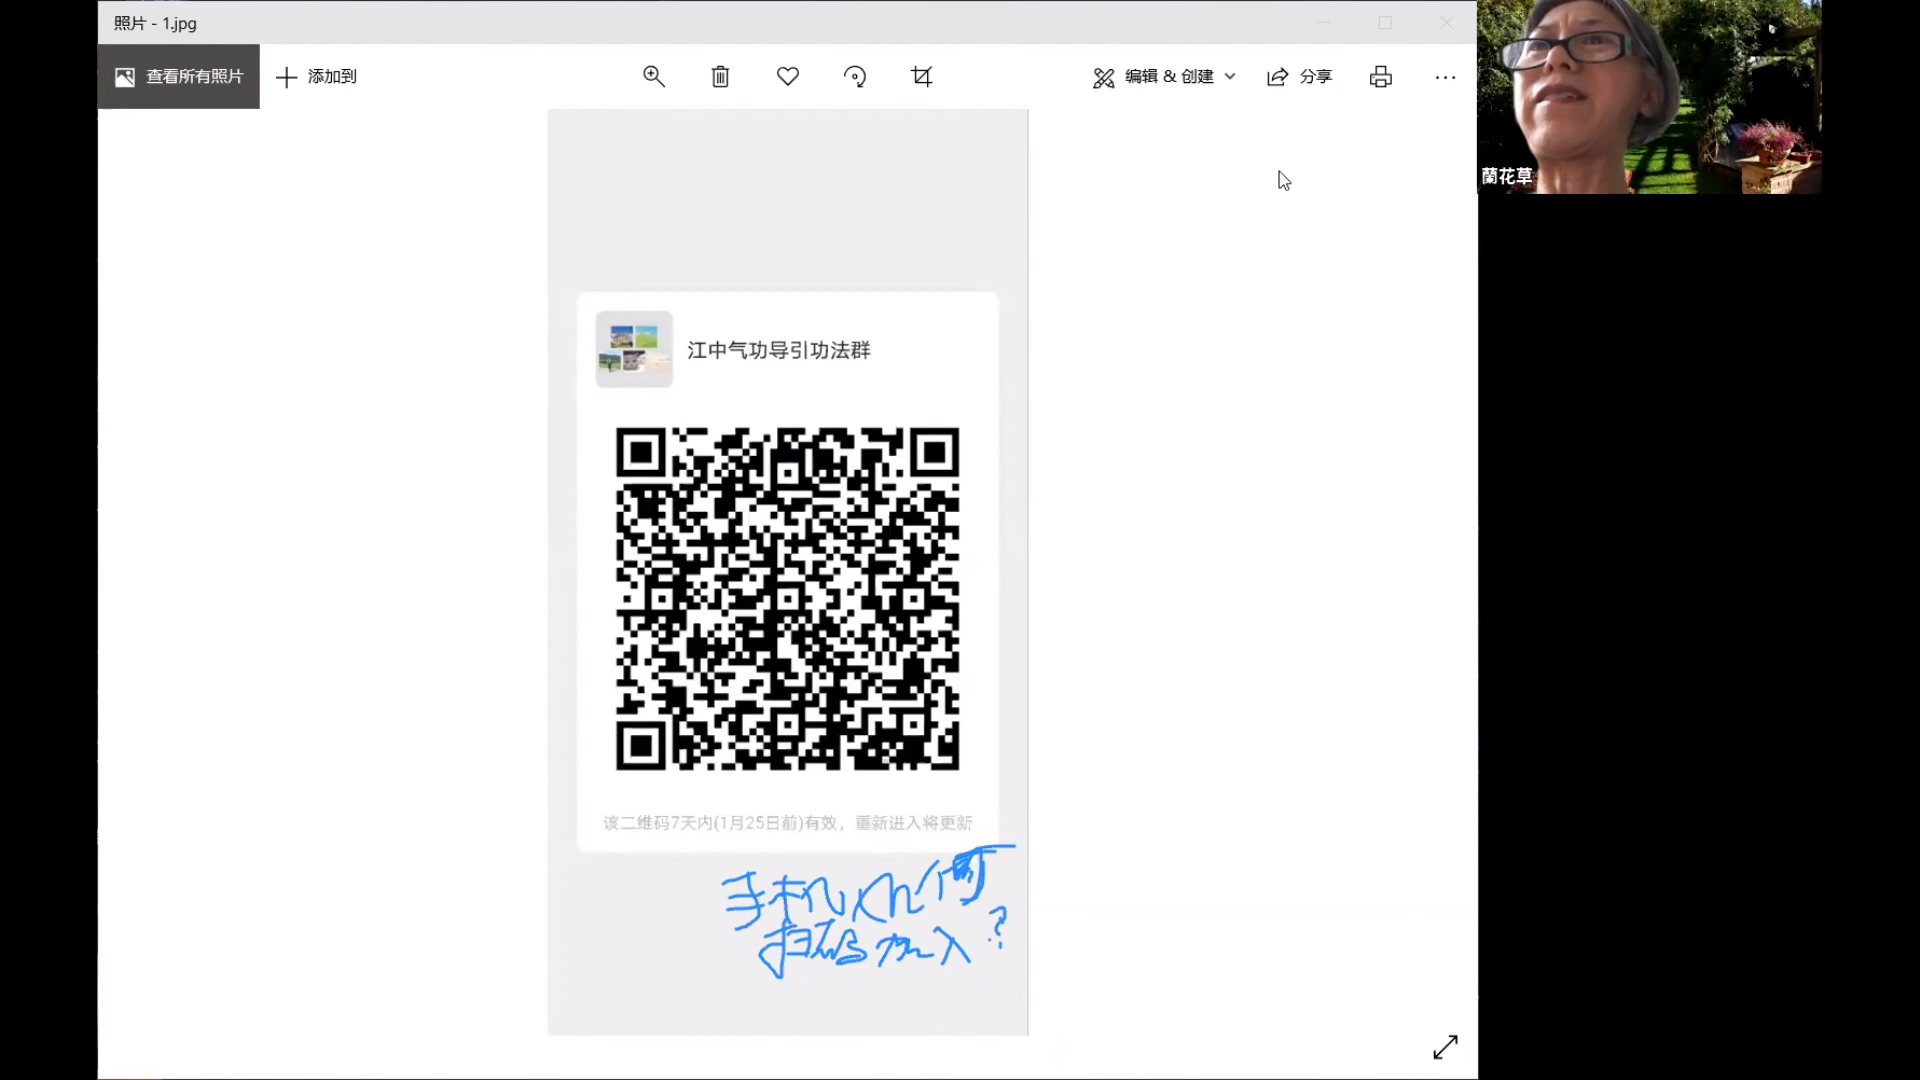 照片 - 1.jpg
查看所有照片
添加到
编辑 & 创建
分享
蘭花草
江中气功导引功法群
该二维码7天内(1月25日前)有效，重新进入将更新
手机如何
扫码加入?